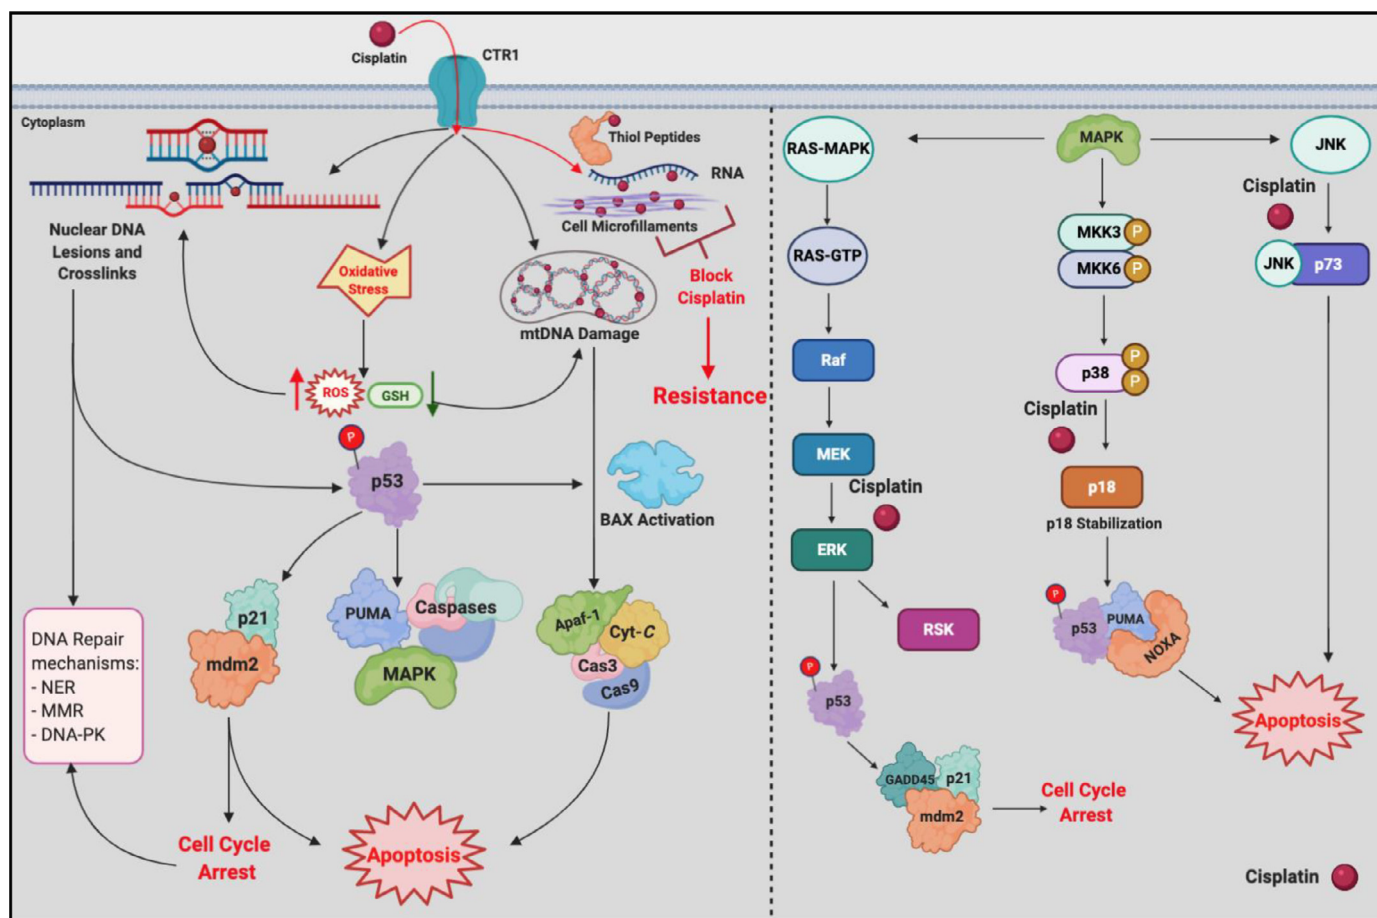 Cisplatin
CTR1
Cytoplasm
Thiol Peptides
RNA
Cell Microfillaments
Nuclear DNA
Lesions and
Crosslinks
Oxidative
Stress
mtDNA Damage
Block
Cisplatin
Resistance
ROS
GSH
P
p53
BAX Activation
p21
mdm2
PUMA
Caspases
MAPK
Apaf-1
Cyt-C
Cas3
Cas9
DNA Repair
mechanisms:
- NER
- MMR
- DNA-PK
Cell Cycle
Arrest
Apoptosis
RAS-MAPK
MAPK
JNK
Cisplatin
RAS-GTP
MKK3
P
MKK6
P
JNK
p73
Raf
p38
P
P
Cisplatin
MEK
Cisplatin
p18
p18 Stabilization
ERK
RSK
P
p53
PUMA
NOXA
Apoptosis
P
p53
GADD45
p21
mdm2
Cell Cycle
Arrest
Cisplatin